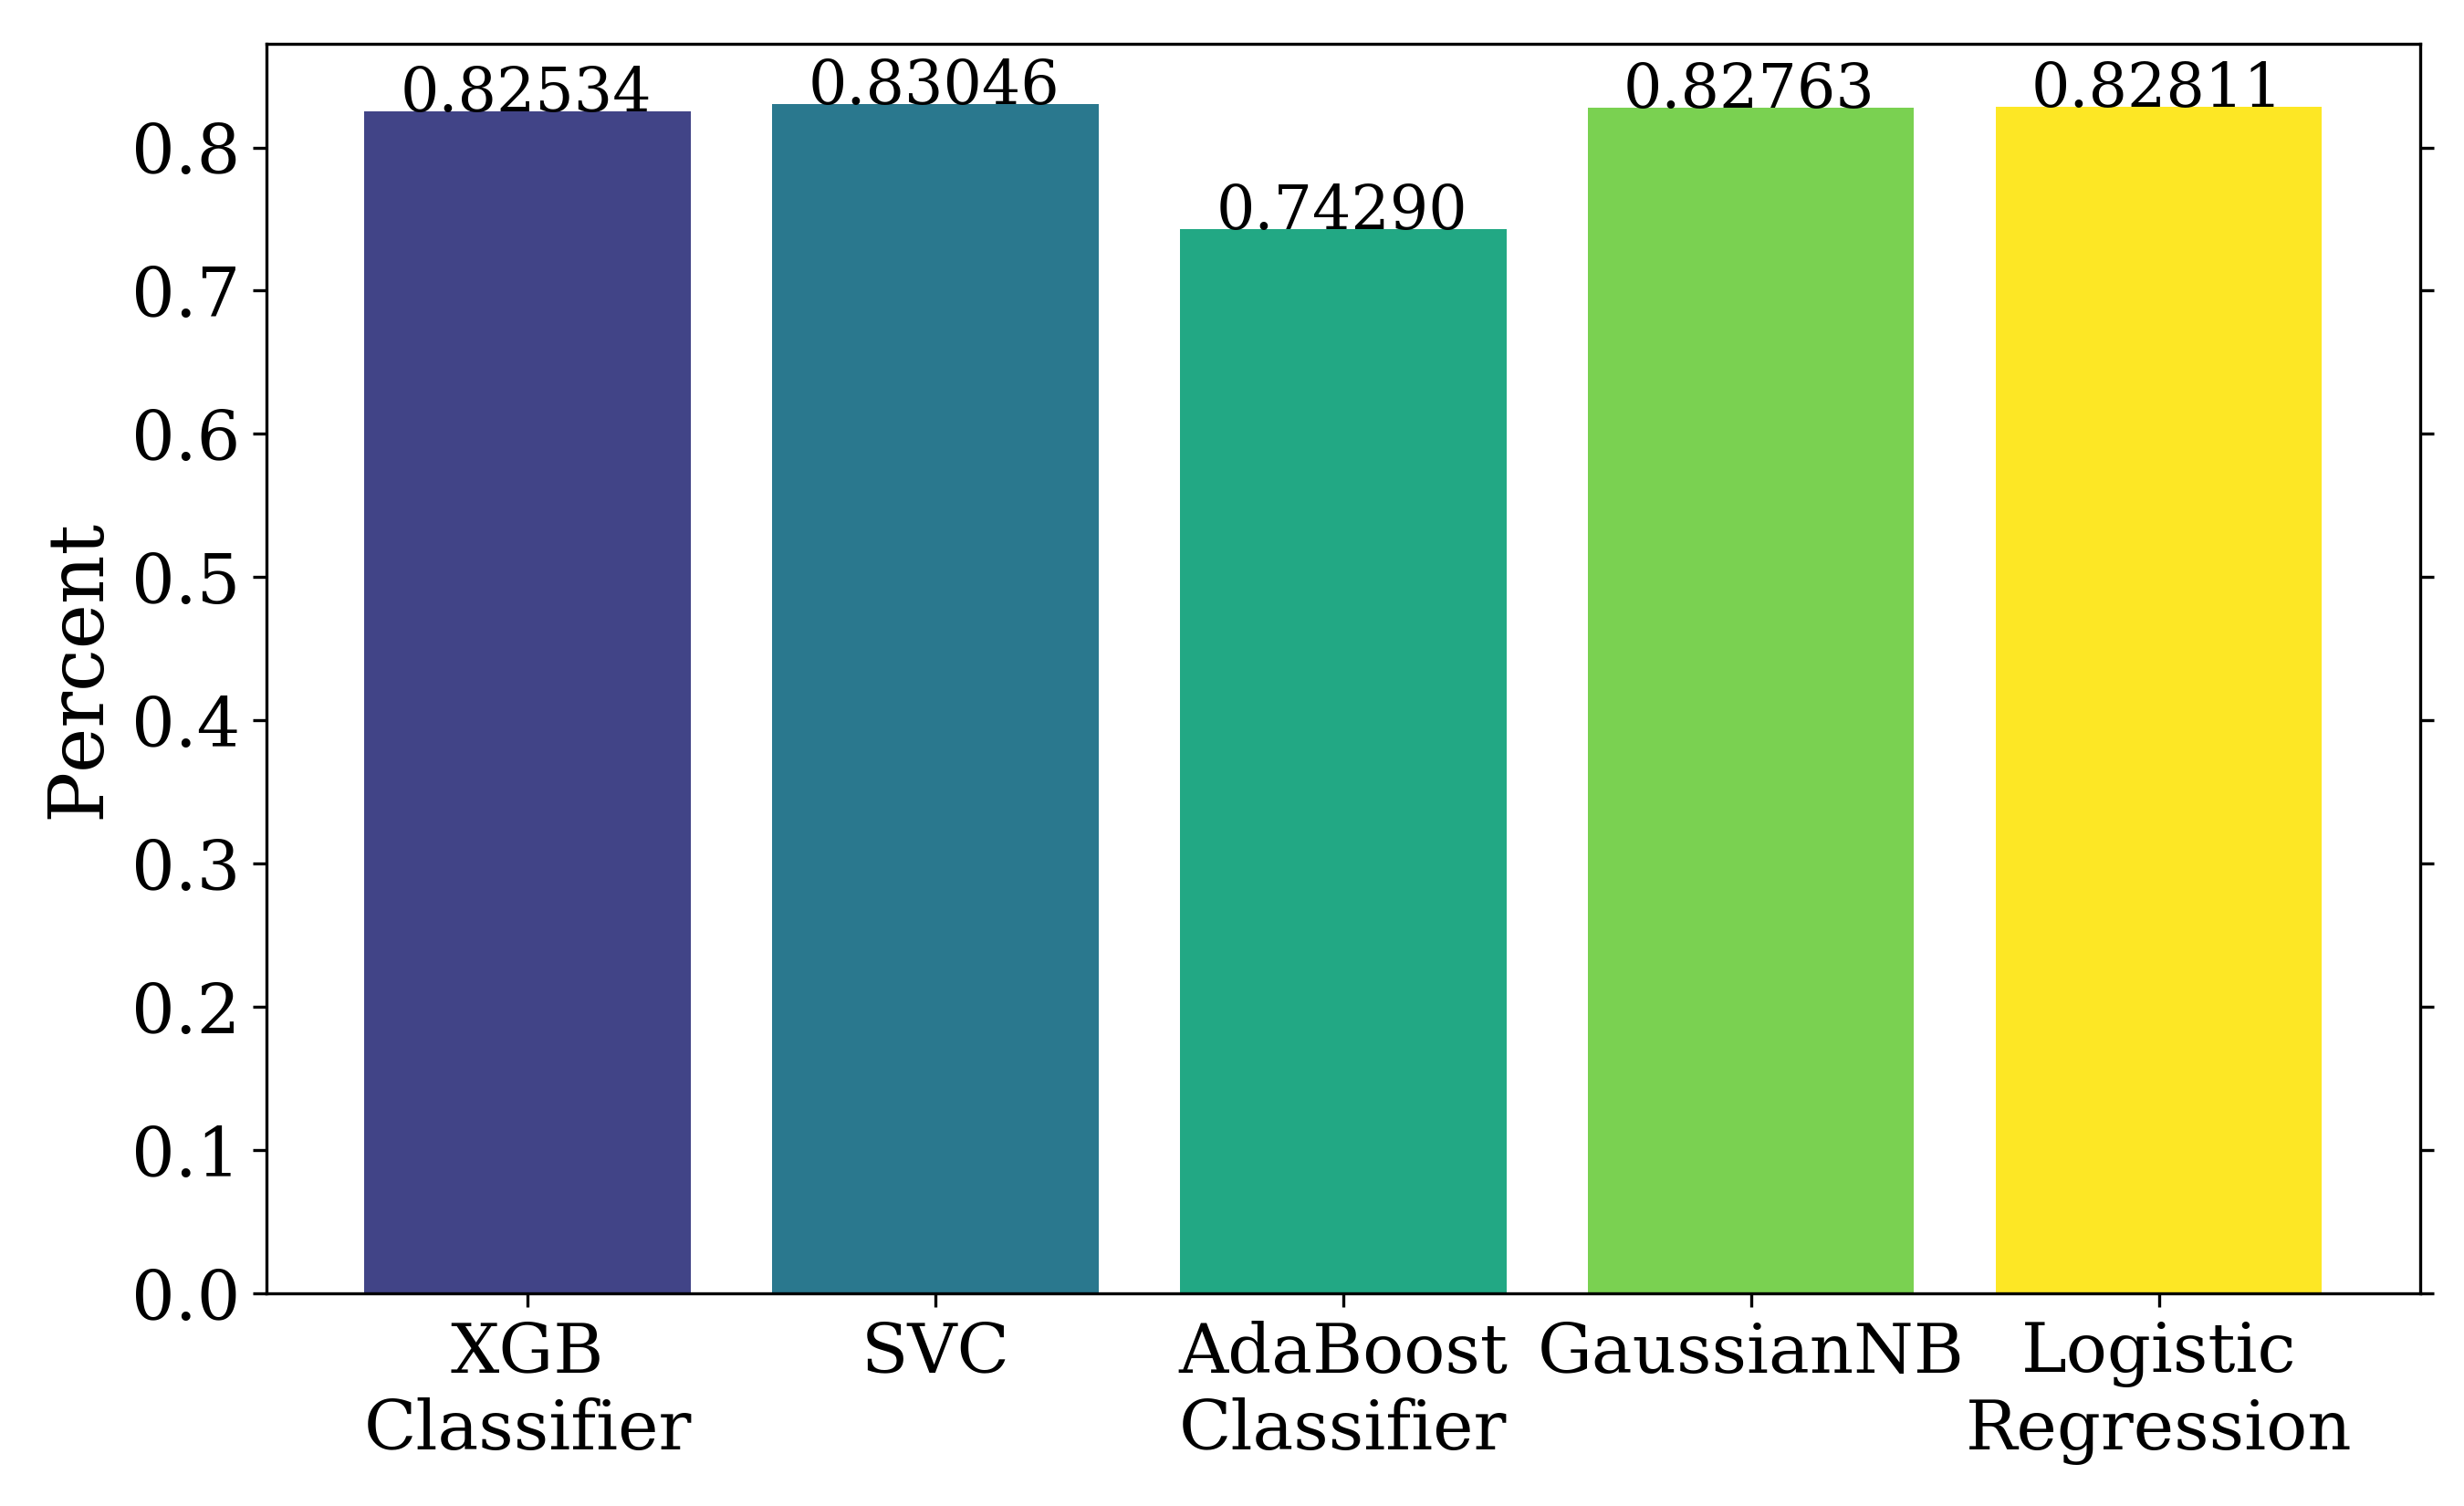 0.82534
0.83046
0.74290
0.82763
0.82811
0.8
0.7
0.6
0.5
0.4
0.3
0.2
0.1
0.0
Percent
XGB
Classifier
SVC
AdaBoost
Classifier
GaussianNB
Logistic
Regression